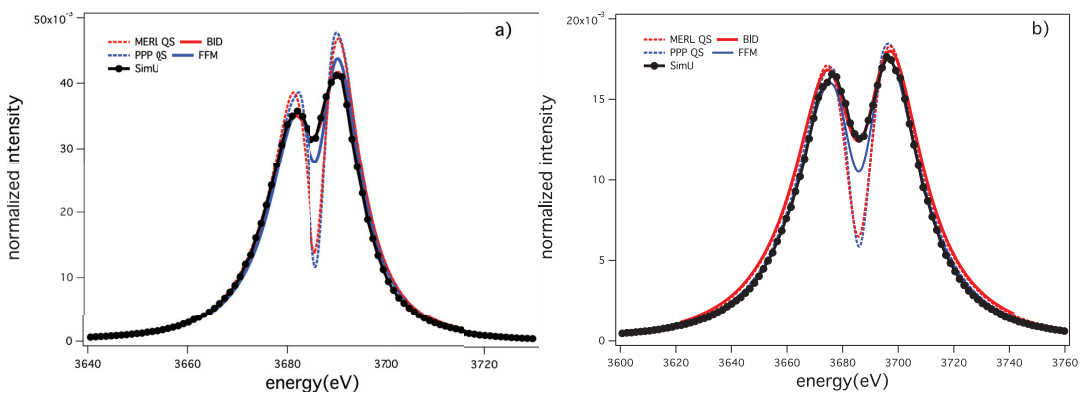 50x10⁻³
a)
MERL QS BID
PPP QS FFM
SimU
40
30
20
10
0
normalized intensity
3640 3660 3680 3700 3720
energy(eV)
20x10⁻³
b)
MERL QS BID
PPP QS FFM
SimU
15
10
5
0
normalized intensity
3600 3620 3640 3660 3680 3700 3720 3740 3760
energy(eV)